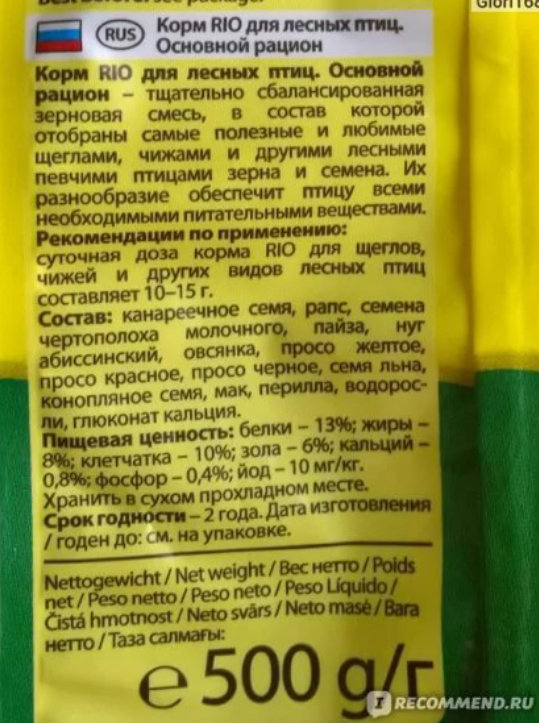 Glori168
RUS
Корм RIO для лесных птиц.
Основной рацион
Корм RIO для лесных птиц. Основной
рацион – тщательно сбалансированная
зерновая смесь, в состав которой
отобраны самые полезные и любимые
щеглами, чижами и другими лесными
певчими птицами зерна и семена. Их
разнообразие обеспечит птицу всеми
необходимыми питательными веществами.
Рекомендации по применению:
суточная доза корма RIO для щеглов,
чижей и других видов лесных птиц
составляет 10–15 г.
Состав: канареечное семя, рапс, семена
чертополоха молочного, пайза, нуг
абиссинский, овсянка, просо желтое,
просо красное, просо черное, семя льна,
конопляное семя, мак, перилла, водорос-
ли, глюконат кальция.
Пищевая ценность: белки – 13%; жиры –
8%; клетчатка – 10%; зола – 6%; кальций –
0,8%; фосфор – 0,4%; йод – 10 мг/кг.
Хранить в сухом прохладном месте.
Срок годности – 2 года. Дата изготовления
/ годен до: см. на упаковке.
Nettogewicht / Net weight / Вес нетто / Poids
net / Peso netto / Peso neto / Peso Líquido /
Čistá hmotnost / Neto svārs / Neto masė / Вага
нетто / Таза салмағы:
℮ 500 g/г
RECOMMEND.RU